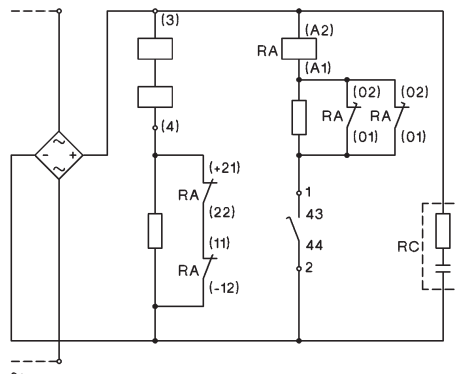 (3)
(A2)
RA
(A1)
(02) (02)
RA RA
(01) (01)
(4)
- + 
(+21)
RA
(22)
1
43
(11)
44
RC
RA
2
(-12)